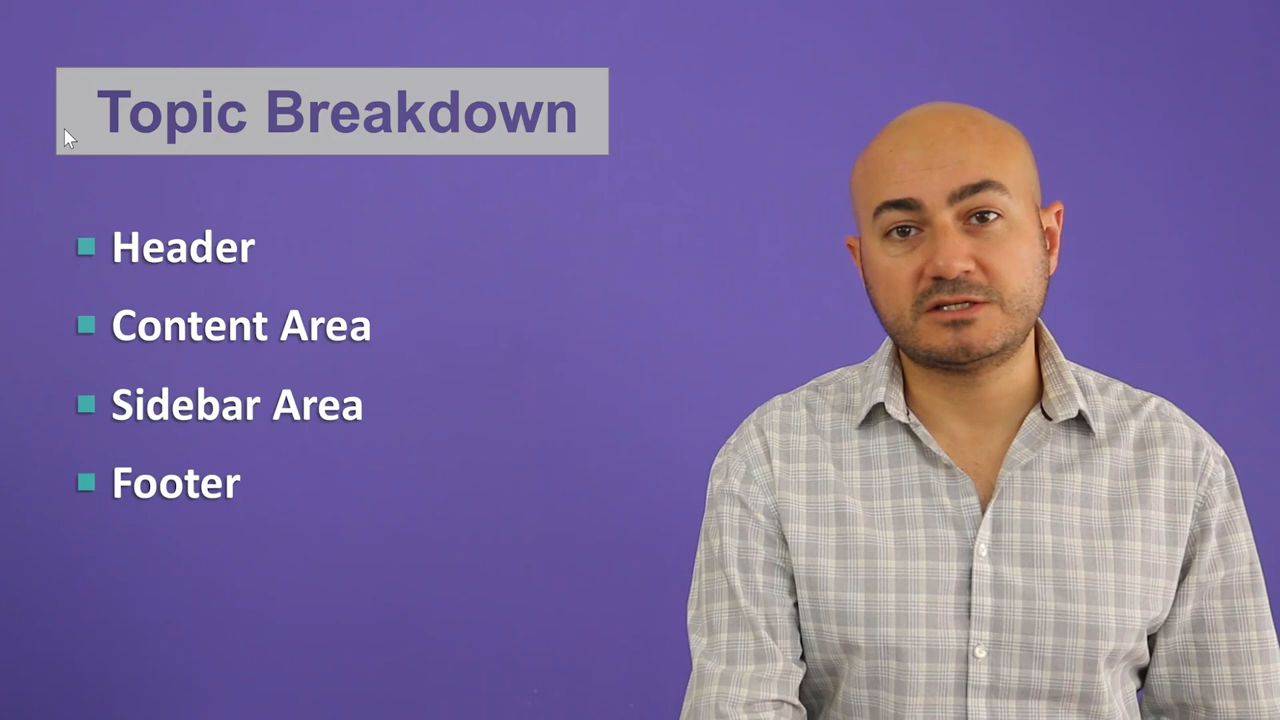 Topic Breakdown
Header
Content Area
Sidebar Area
Footer